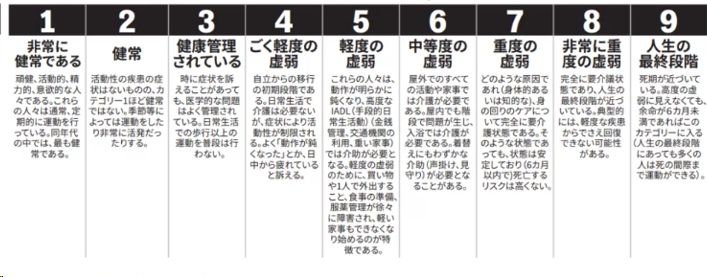 1
非常に
健常である
頑健、活動的、精
力的、意欲的な人
々である。これら
の人々は通常、定
期的に運動を行
っている。同年代
の中では、最も健
常である。
2
健常
活動性の疾患の症
状はないものの、カ
テゴリー1ほど健常
ではない。季節等に
よっては運動をした
り非常に活発だっ
たりする。
3
健康管理
されている
時に症状を訴
えることがあって
も、医学的な問題
はよく管理され
ている。日常生活
での歩行以上の
運動を普段は行
わない。
4
ごく軽度の
虚弱
自立からの移行
の初期段階であ
る。日常生活で
介護は必要ない
が、症状により活
動性が制限され
る。よく「動作が鈍
くなった」とか、日
中から疲れている
と訴える。
5
軽度の
虚弱
これらの人々は、
動作が明らかに
鈍くなり、高度な
IADL(手段的日
常生活活動)(金銭
管理、交通機関の
利用、重い家事)
では介助が必要と
なる。軽度の虚弱
のために、買い物
や1人で外出する
こと、食事の準備、
服薬管理が徐々
に障害され、軽い
家事もできなくな
り始めるのが特
徴である。
6
中等度の
虚弱
屋外でのすべて
の活動や家事で
は介護が必要で
ある。屋内でも階
段で問題が生じ、
入浴では介護が
必要である。着替
えにもわずかな
介助(声掛け、見
守り)が必要とな
ることがある。
7
重度の
虚弱
どのような原因で
あれ(身体的ある
いは知的な)、身
の回りのケアにつ
いて完全に要介
護状態である。そ
のような状態であ
っても、状態は安
定しており(6カ月
以内で)死亡する
リスクは高くない。
8
非常に重
度の虚弱
完全に要介護状
態であり、人生の
最終段階が近づ
いている。典型的
には、軽度な疾患
からでさえ回復
できない可能性
がある。
9
人生の
最終段階
死期が近づいて
いる。高度の虚
弱に見えなくても、
余命が6カ月未
満であればこの
カテゴリーに入る
(人生の最終段階
にあっても多くの
人は死の間際ま
で運動ができる)。